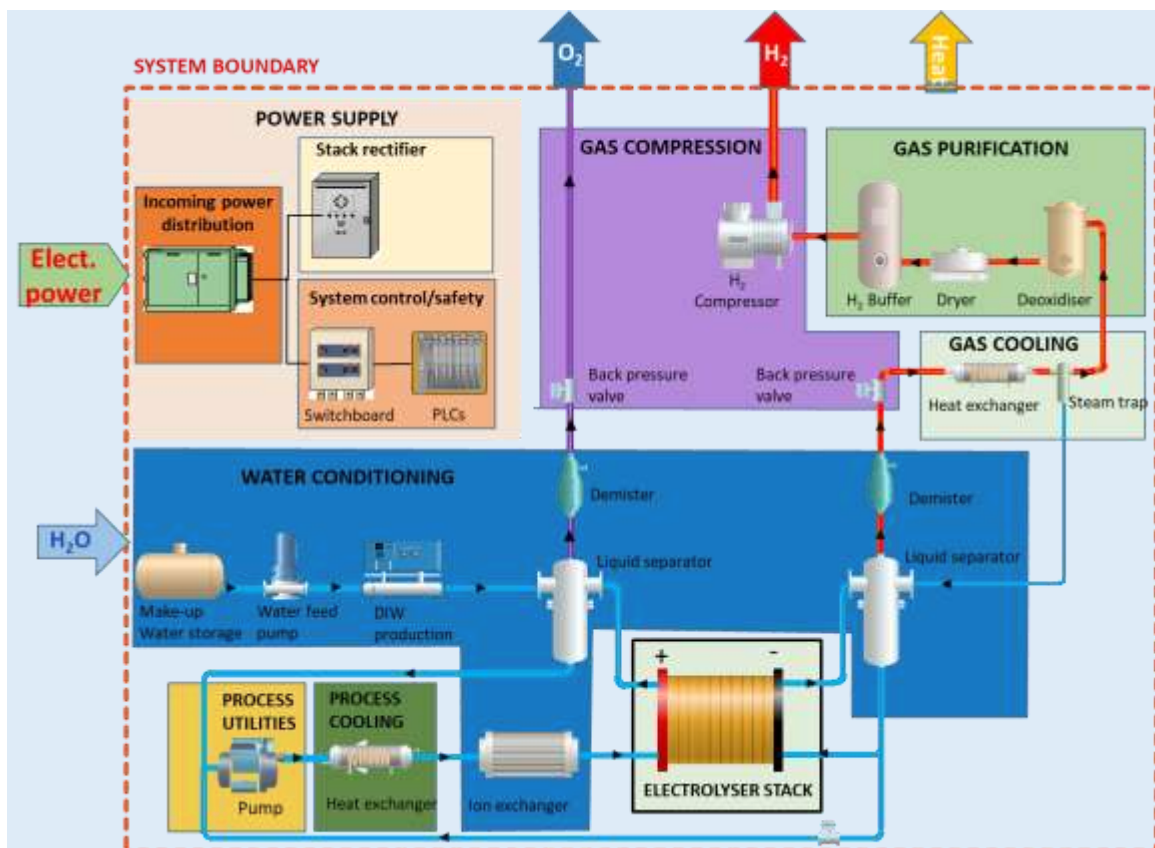 O₂
H₂
Heat
SYSTEM BOUNDARY
POWER SUPPLY
Stack rectifier
Incoming power
distribution
Elect.
power
System control/safety
Switchboard
PLCs
GAS COMPRESSION
H₂
Compressor
Back pressure
valve
Back pressure
valve
GAS PURIFICATION
H₂ Buffer
Dryer
Deoxidiser
GAS COOLING
Heat exchanger
Steam trap
WATER CONDITIONING
Demister
Demister
H₂O
Liquid separator
Liquid separator
Make-up
Water storage
Water feed
pump
DIW
production
+
-
ELECTROLYSER STACK
PROCESS
UTILITIES
Pump
PROCESS
COOLING
Heat exchanger
Ion exchanger